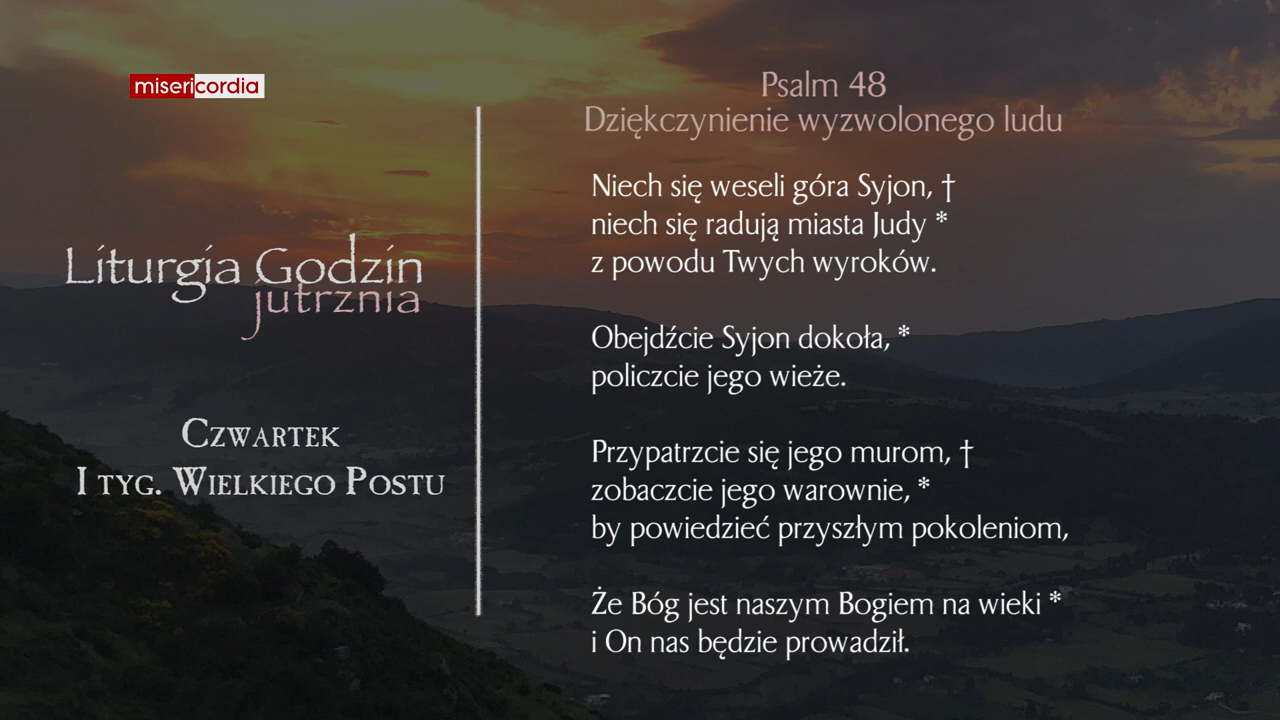 misericordia
Liturgia Godzin
jutrznia
Czwartek
I tyg. Wielkiego Postu
Psalm 48
Dziękczynienie wyzwolonego ludu
Niech się weseli góra Syjon, †
niech się radują miasta Judy *
z powodu Twych wyroków.
Obejdźcie Syjon dokoła, *
policzcie jego wieże.
Przypatrzcie się jego murom, †
zobaczcie jego warownie, *
by powiedzieć przyszłym pokoleniom,
Że Bóg jest naszym Bogiem na wieki *
i On nas będzie prowadził.